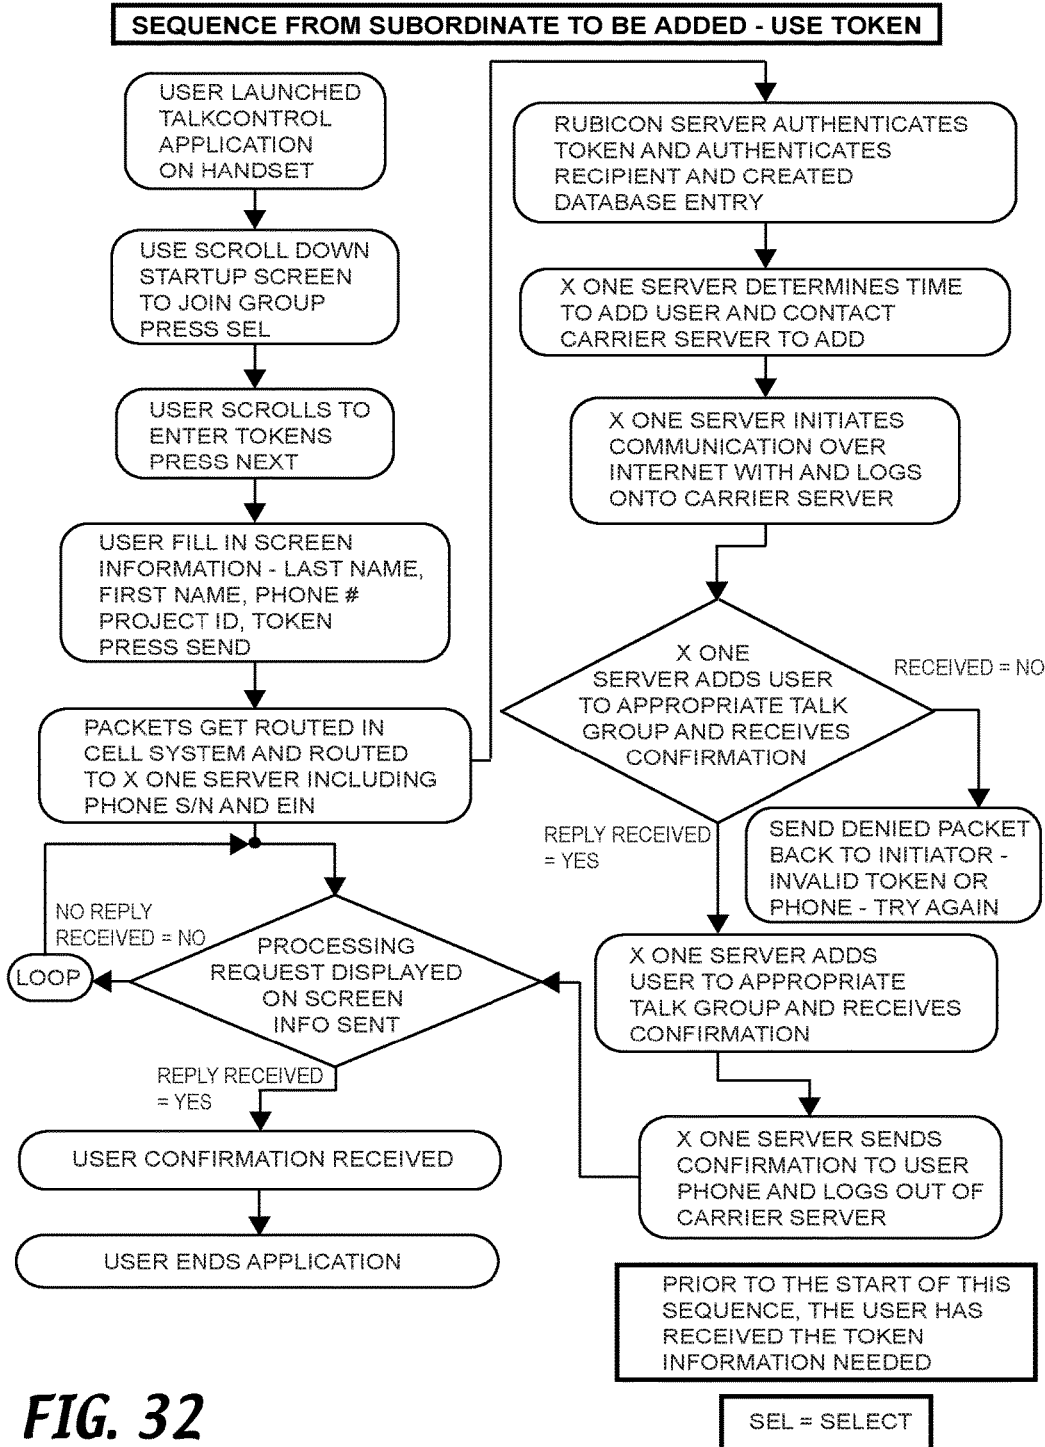 SEQUENCE FROM SUBORDINATE TO BE ADDED - USE TOKEN
USER LAUNCHED
TALKCONTROL
APPLICATION
ON HANDSET
USE SCROLL DOWN
STARTUP SCREEN
TO JOIN GROUP
PRESS SEL
USER SCROLLS TO
ENTER TOKENS
PRESS NEXT
USER FILL IN SCREEN
INFORMATION - LAST NAME,
FIRST NAME, PHONE #
PROJECT ID, TOKEN
PRESS SEND
PACKETS GET ROUTED IN
CELL SYSTEM AND ROUTED
TO X ONE SERVER INCLUDING
PHONE S/N AND EIN
NO REPLY
RECEIVED = NO
LOOP
PROCESSING
REQUEST DISPLAYED
ON SCREEN
INFO SENT
REPLY RECEIVED
= YES
USER CONFIRMATION RECEIVED
USER ENDS APPLICATION
RUBICON SERVER AUTHENTICATES
TOKEN AND AUTHENTICATES
RECIPIENT AND CREATED
DATABASE ENTRY
X ONE SERVER DETERMINES TIME
TO ADD USER AND CONTACT
CARRIER SERVER TO ADD
X ONE SERVER INITIATES
COMMUNICATION OVER
INTERNET WITH AND LOGS
ONTO CARRIER SERVER
X ONE
SERVER ADDS USER
TO APPROPRIATE TALK
GROUP AND RECEIVES
CONFIRMATION
RECEIVED = NO
SEND DENIED PACKET
BACK TO INITIATOR -
INVALID TOKEN OR
PHONE - TRY AGAIN
REPLY RECEIVED
= YES
X ONE SERVER ADDS
USER TO APPROPRIATE
TALK GROUP AND RECEIVES
CONFIRMATION
X ONE SERVER SENDS
CONFIRMATION TO USER
PHONE AND LOGS OUT OF
CARRIER SERVER
PRIOR TO THE START OF THIS
SEQUENCE, THE USER HAS
RECEIVED THE TOKEN
INFORMATION NEEDED
SEL = SELECT
FIG. 32